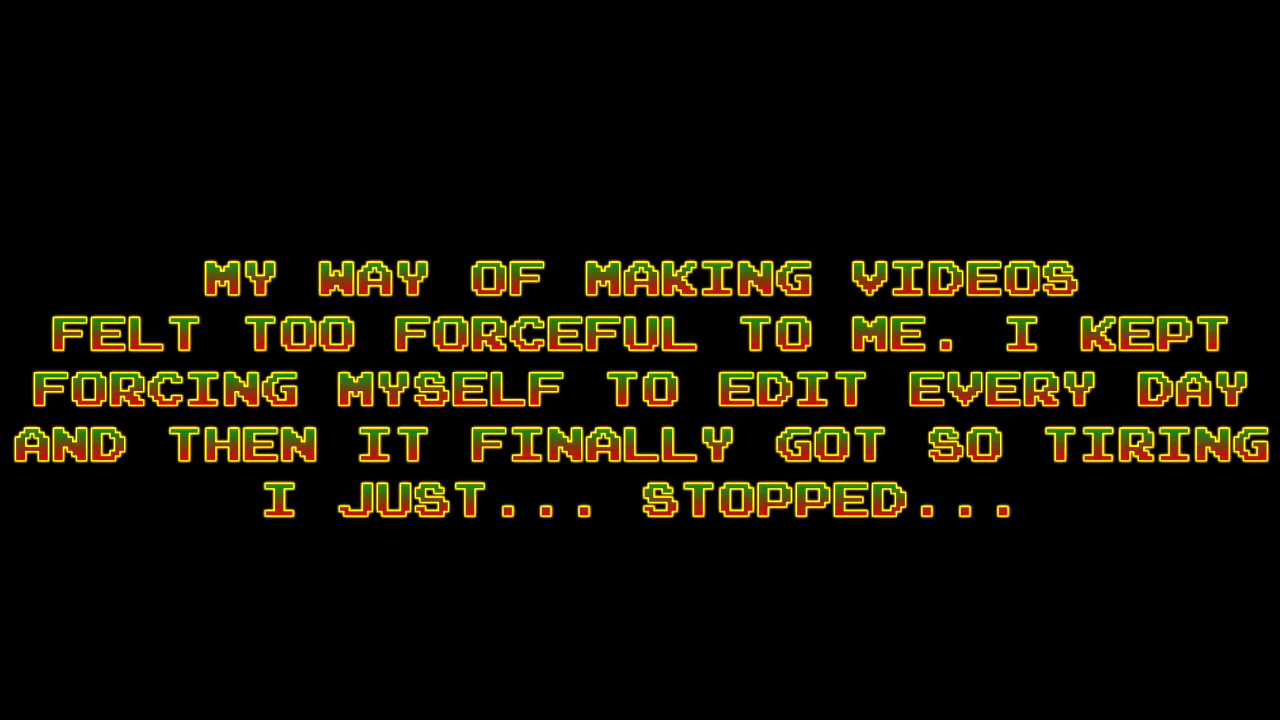 MY WAY OF MAKING VIDEOS
FELT TOO FORCEFUL TO ME. I KEPT
FORCING MYSELF TO EDIT EVERY DAY
AND THEN IT FINALLY GOT SO TIRING
I JUST... STOPPED...